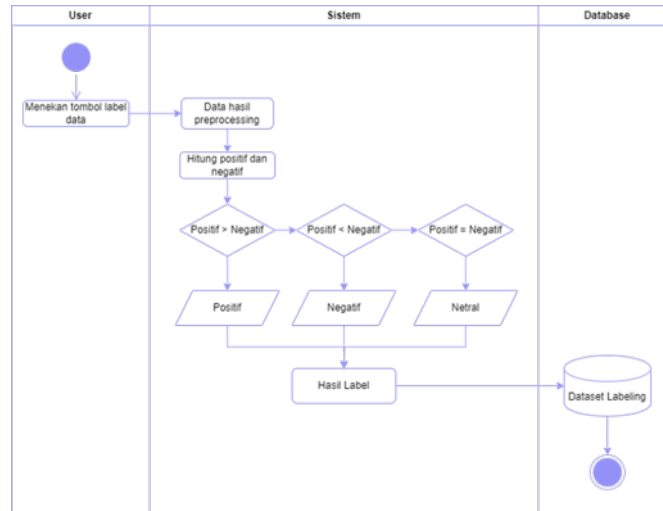 User
Sistem
Database
Menekan tombol label
data
Data hasil
preprocessing
Hitung positif dan
negatif
Positif > Negatif
Positif < Negatif
Positif = Negatif
Positif
Negatif
Netral
Hasil Label
Dataset Labeling